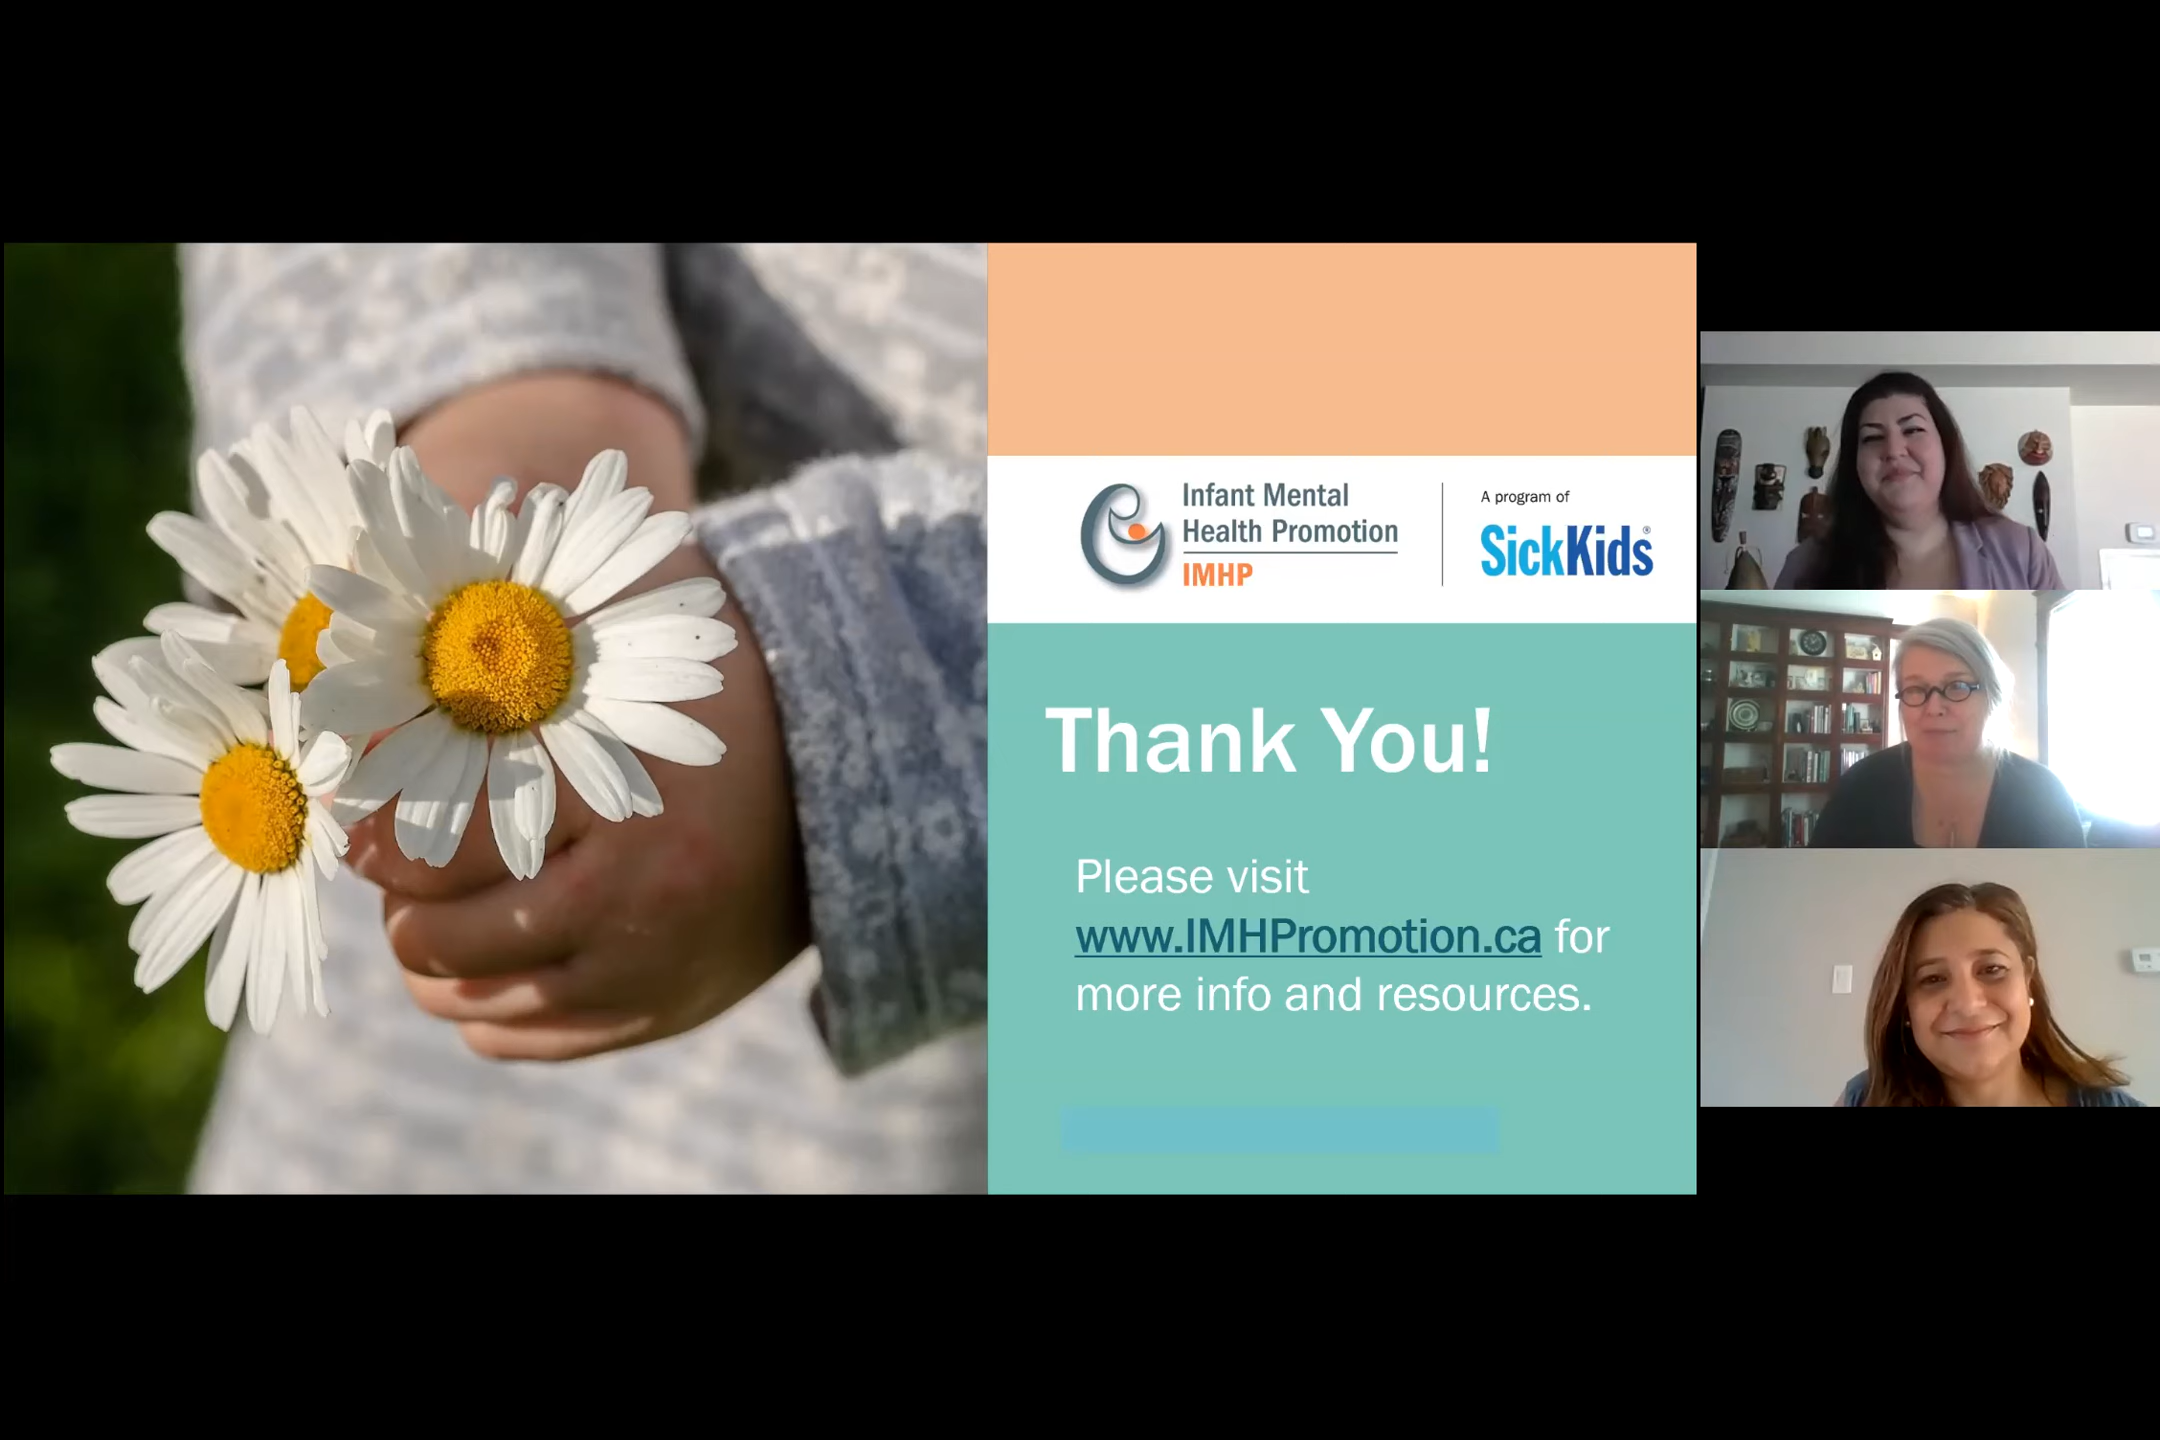 Infant Mental
Health Promotion
IMHP
A program of
SickKids®
Thank You!
Please visit
www.IMHPromotion.ca for
more info and resources.